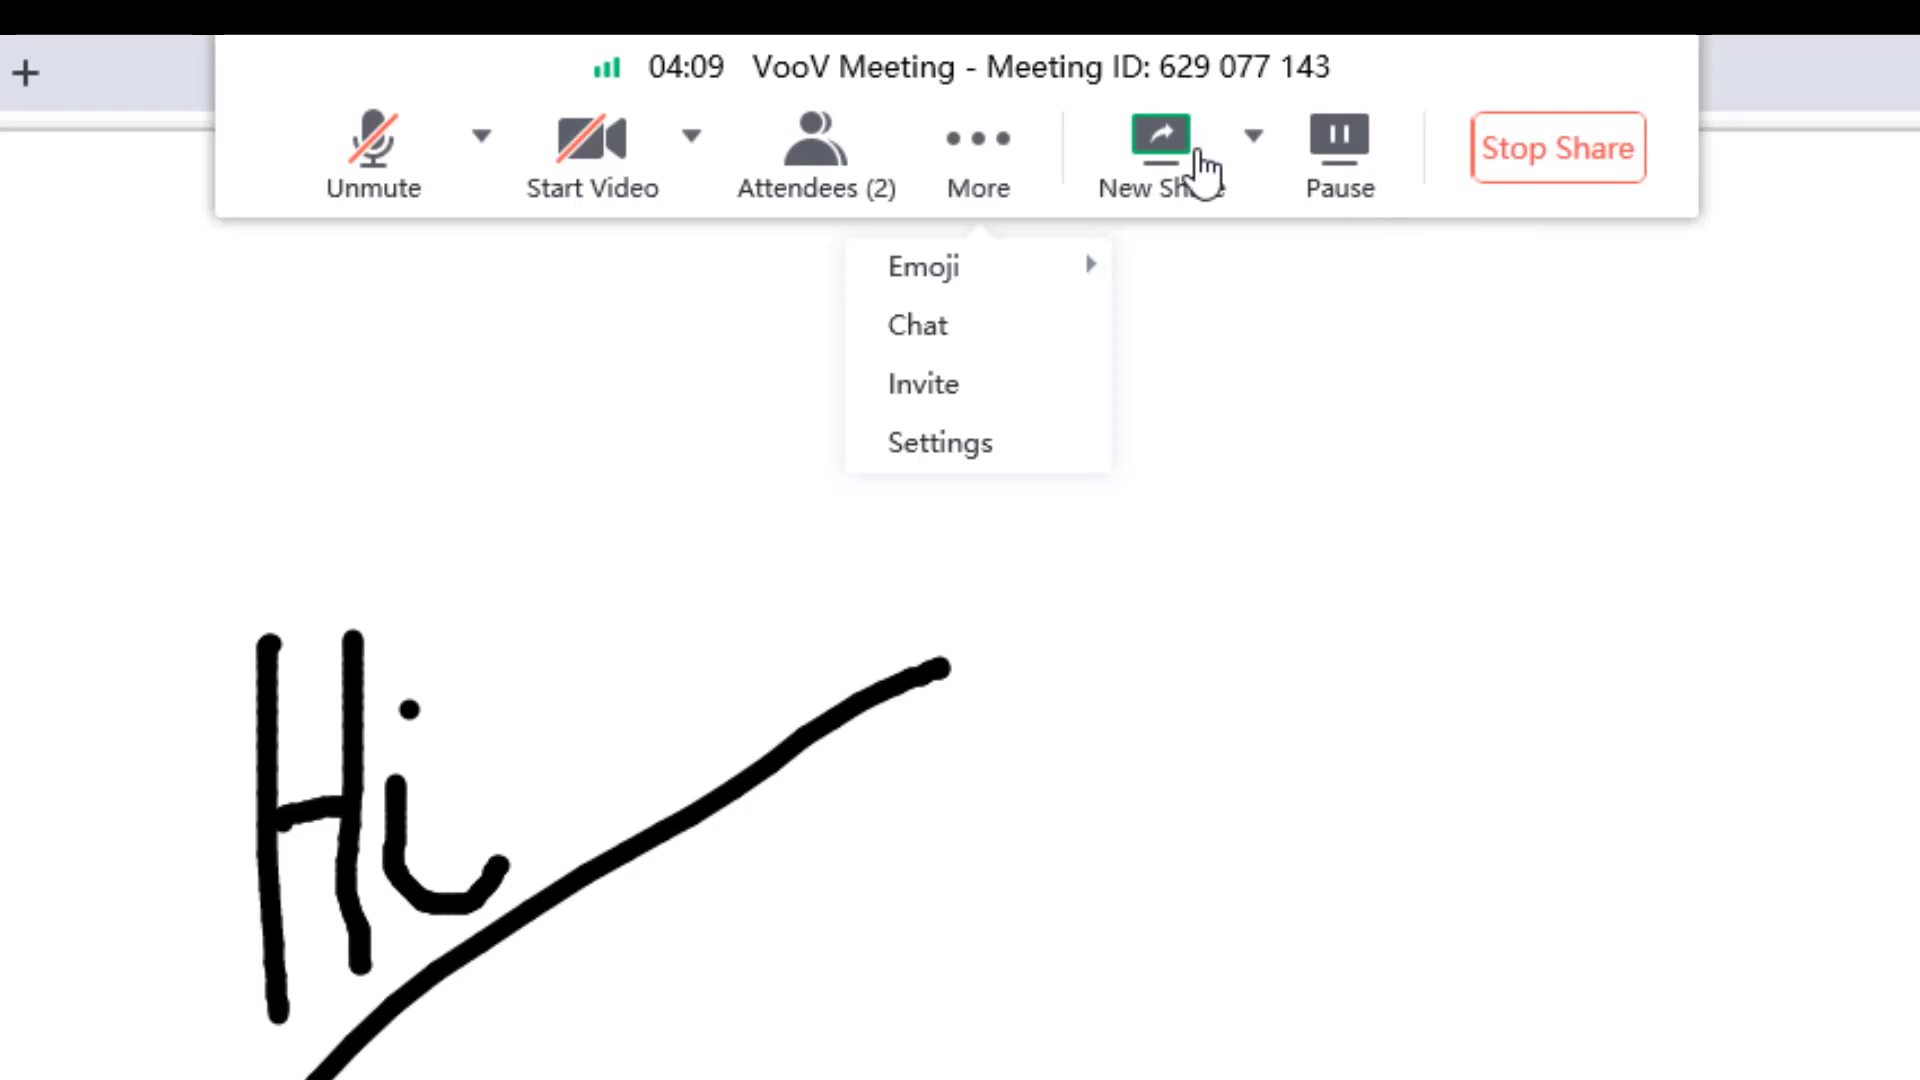 04:09 VooV Meeting - Meeting ID: 629 077 143
Unmute Start Video Attendees (2) More New Share Pause Stop Share
Emoji
Chat
Invite
Settings
Hi